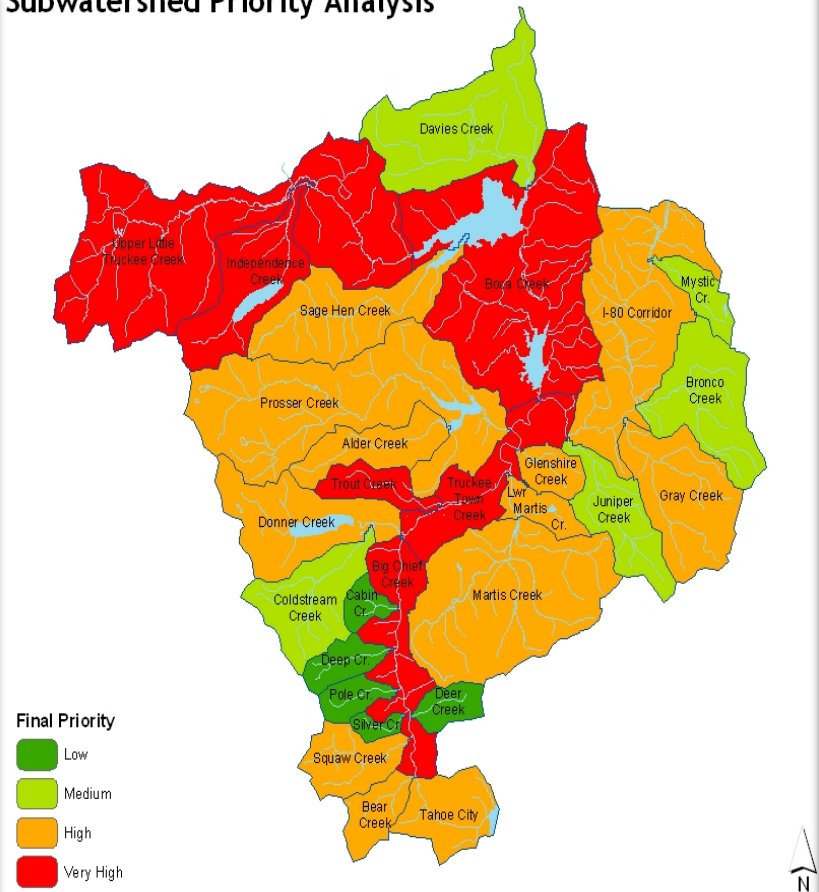 Subwatershed Priority Analysis
Davies Creek
Upper Little
Truckee Creek
Independence
Creek
Boca Creek
Mystic
Cr.
Sage Hen Creek
I-80 Corridor
Bronco
Creek
Prosser Creek
Alder Creek
Glenshire
Creek
Trout Creek
Truckee
Town
Creek
Lwr
Martis
Cr.
Juniper
Creek
Gray Creek
Donner Creek
Big Chief
Creek
Cabin
Cr.
Coldstream
Creek
Martis Creek
Deep Cr.
Pole Cr.
Deer
Creek
Silver Cr.
Squaw Creek
Bear
Creek
Tahoe City
Final Priority
Low
Medium
High
Very High
N